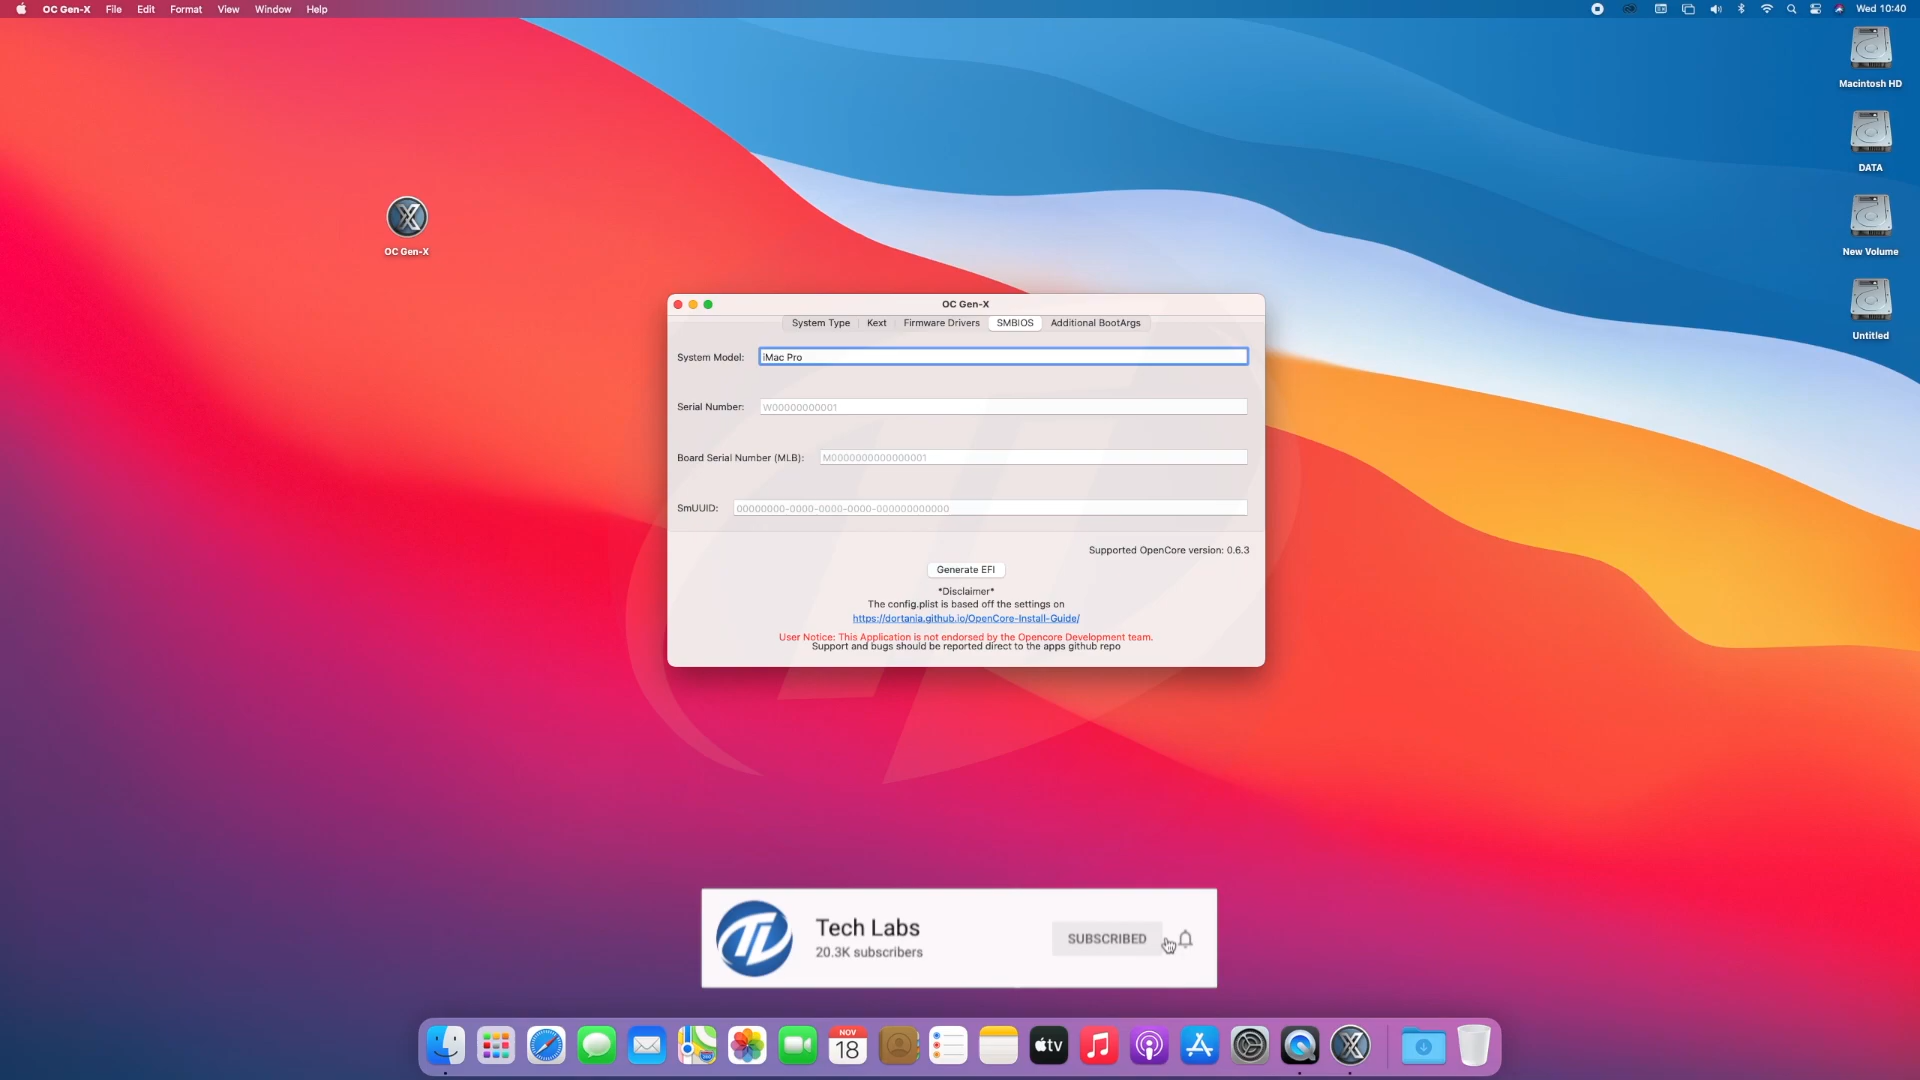 OC Gen-X File Edit Format View Window Help Wed 10:40
Macintosh HD
DATA
OC Gen-X
New Volume
Untitled
OC Gen-X
System Type Kext Firmware Drivers SMBIOS Additional BootArgs
System Model: iMac Pro
Serial Number: W00000000001
Board Serial Number (MLB): M0000000000000001
SmUUID: 00000000-0000-0000-0000-000000000000
Supported OpenCore version: 0.6.3
Generate EFI
*Disclaimer*
The config.plist is based off the settings on
https://dortania.github.io/OpenCore-Install-Guide/
User Notice: This Application is not endorsed by the Opencore Development team.
Support and bugs should be reported direct to the apps github repo
Tech Labs
20.3K subscribers
SUBSCRIBED
NOV
18
tv